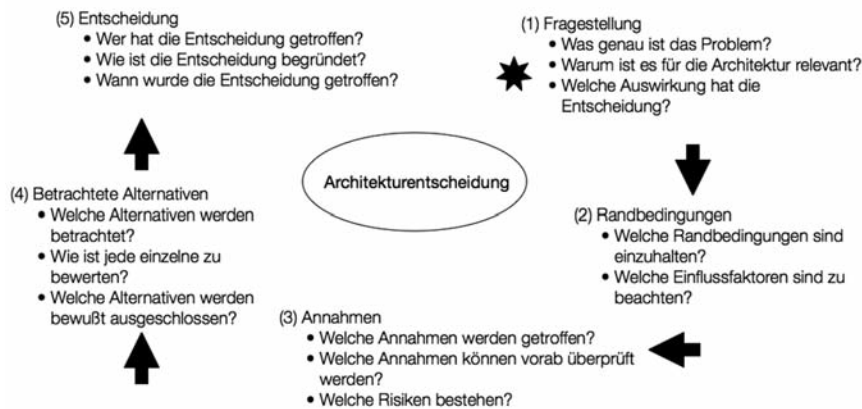 (5) Entscheidung
• Wer hat die Entscheidung getroffen?
• Wie ist die Entscheidung begründet?
• Wann wurde die Entscheidung getroffen?
(1) Fragestellung
• Was genau ist das Problem?
• Warum ist es für die Architektur relevant?
• Welche Auswirkung hat die
Entscheidung?
Architekturentscheidung
(4) Betrachtete Alternativen
• Welche Alternativen werden
betrachtet?
• Wie ist jede einzelne zu
bewerten?
• Welche Alternativen werden
bewußt ausgeschlossen?
(2) Randbedingungen
• Welche Randbedingungen sind
einzuhalten?
• Welche Einflussfaktoren sind zu
beachten?
(3) Annahmen
• Welche Annahmen werden getroffen?
• Welche Annahmen können vorab überprüft
werden?
• Welche Risiken bestehen?